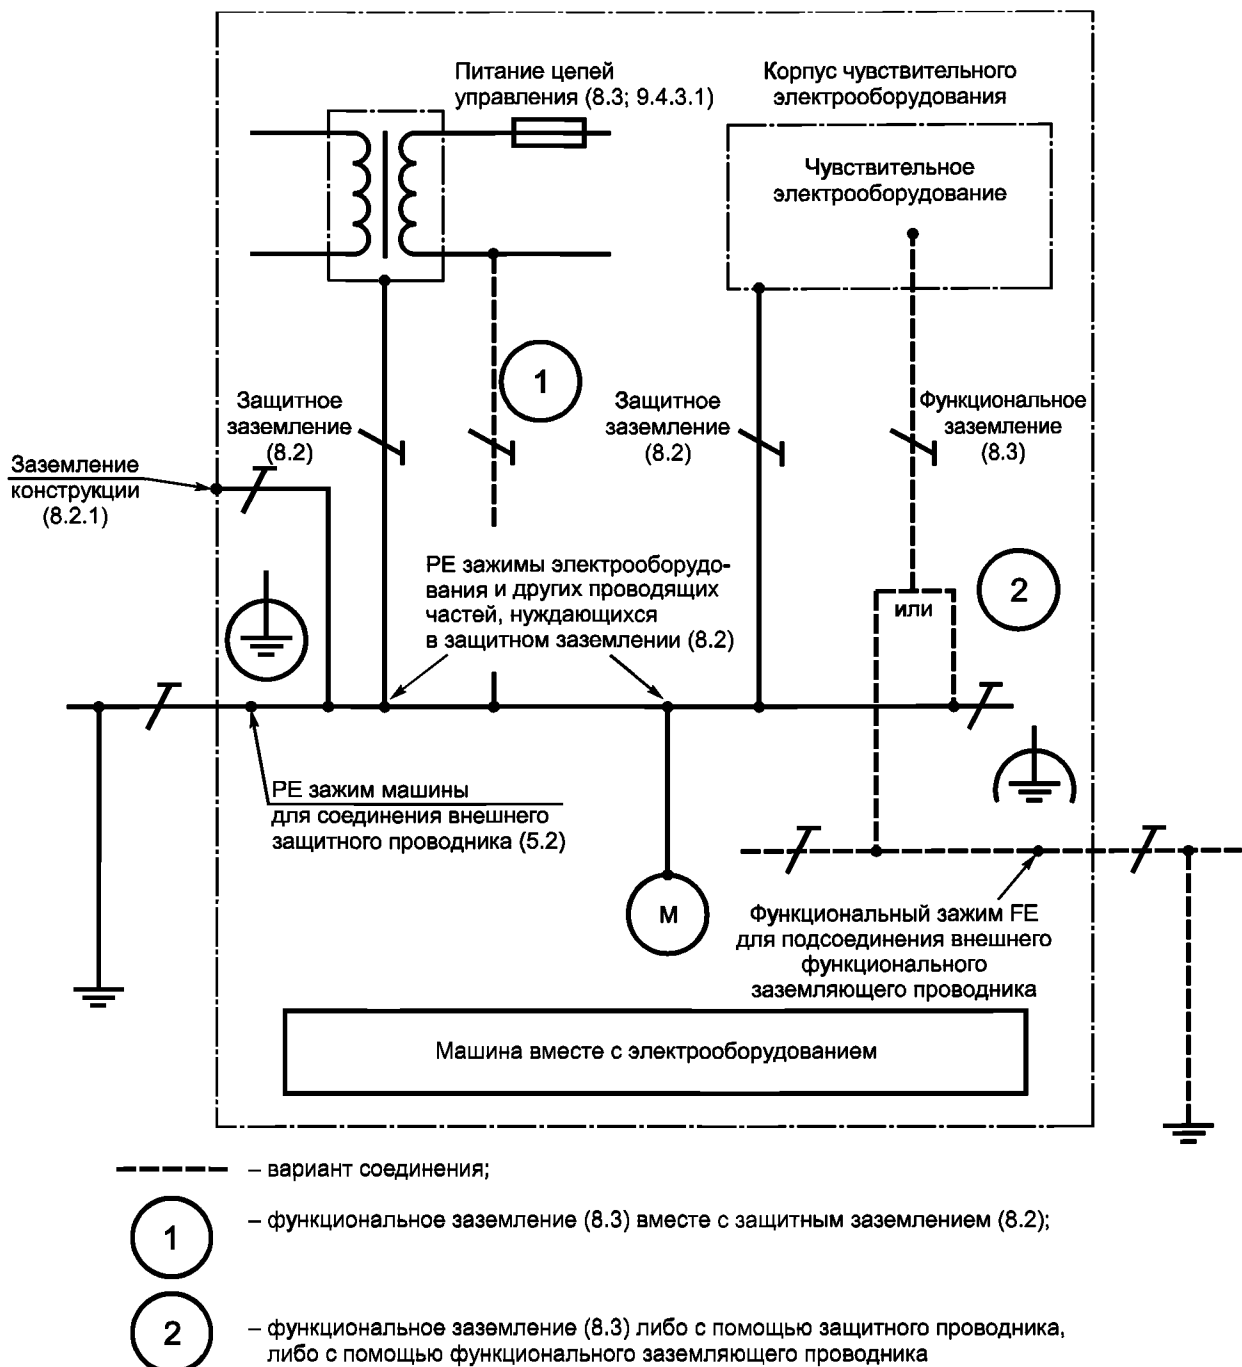 Питание цепей
управления (8.3; 9.4.3.1)
Корпус чувствительного
электрооборудования
Чувствительное
электрооборудование
1
Защитное
заземление
(8.2)
Защитное
заземление
(8.2)
Функциональное
заземление
(8.3)
Заземление
конструкции
(8.2.1)
PE зажимы электрооборудо-
вания и других проводящих
частей, нуждающихся
в защитном заземлении (8.2)
2
или
PE зажим машины
для соединения внешнего
защитного проводника (5.2)
М
Функциональный зажим FE
для подсоединения внешнего
функционального
заземляющего проводника
Машина вместе с электрооборудованием
– вариант соединения;
1 – функциональное заземление (8.3) вместе с защитным заземлением (8.2);
2 – функциональное заземление (8.3) либо с помощью защитного проводника,
либо с помощью функционального заземляющего проводника